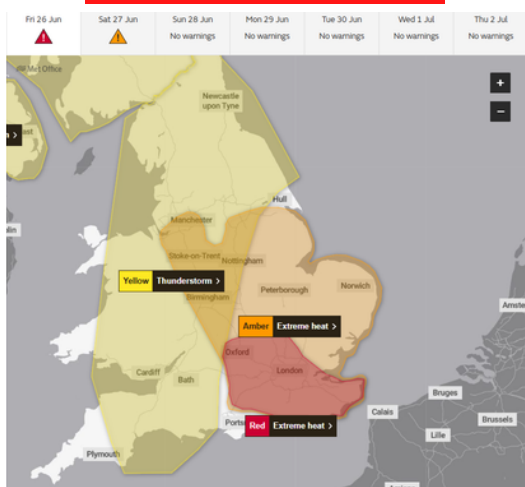 Fri 26 Jun
Sat 27 Jun
Sun 28 Jun
No warnings
Mon 29 Jun
No warnings
Tue 30 Jun
No warnings
Wed 1 Jul
No warnings
Thu 2 Jul
No warnings
Met Office
+
−
Newcastle
upon Tyne
Hull
Manchester
Stoke-on-Trent
Nottingham
Yellow Thunderstorm >
Birmingham
Peterborough
Norwich
Amber Extreme heat >
Oxford
London
Cardiff
Bath
Bruges
Calais
Brussels
Red Extreme heat >
Lille
Plymouth